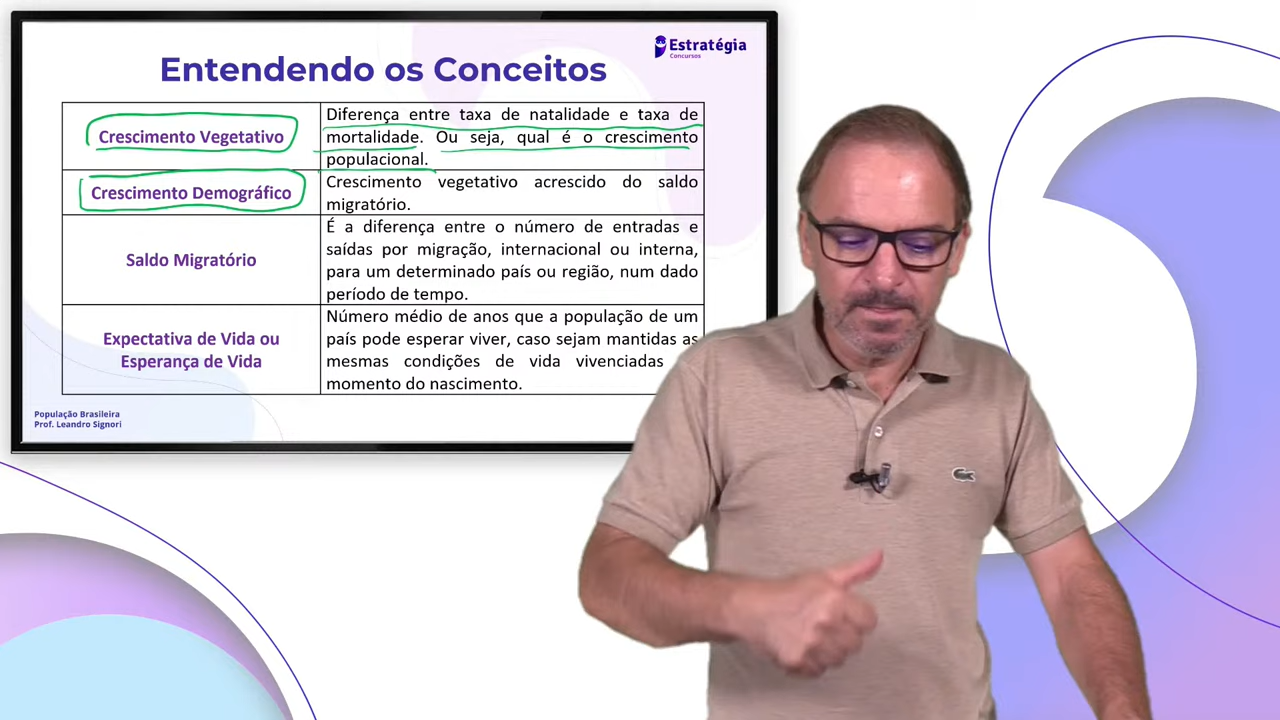 Estratégia
Concursos
Entendendo os Conceitos
Crescimento Vegetativo
Diferença entre taxa de natalidade e taxa de
mortalidade. Ou seja, qual é o crescimento
populacional.
Crescimento Demográfico
Crescimento vegetativo acrescido do saldo
migratório.
Saldo Migratório
É a diferença entre o número de entradas e
saídas por migração, internacional ou interna,
para um determinado país ou região, num dado
período de tempo.
Expectativa de Vida ou
Esperança de Vida
Número médio de anos que a população de um
país pode esperar viver, caso sejam mantidas as
mesmas condições de vida vivenciadas
momento do nascimento.
População Brasileira
Prof. Leandro Signori